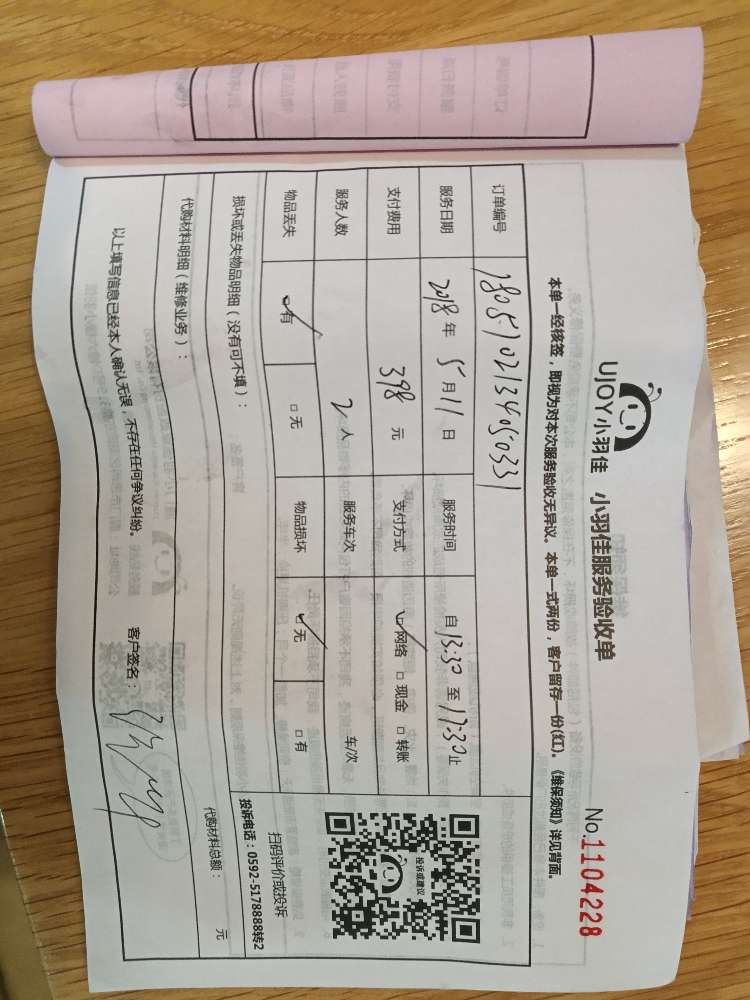 UJOY小羽佳 小羽佳服务验收单
No.1104228
本单一经核签，即视为对本次服务验收无异议。本单一式两份，客户留存一份(红)。《维保须知》详见背面。
订单编号 1805102134050331
服务日期 2018 年 5 月 11 日 服务时间 自 13:30 至 17:30 止
支付费用 398 元 支付方式 ☑网络 □现金 □转账
服务人数 2 人 服务车次 车/次
物品丢失 ☑有 □无 物品损坏 ☑无 □有
投诉或建议
扫码评价或投诉
投诉电话：0592-5178888转2
损坏或丢失物品明细（没有可不填）：
代购材料明细（维修业务）：
代购材料总额： 元
以上填写信息已经本人确认无误，不存在任何争议纠纷。 客户签名：